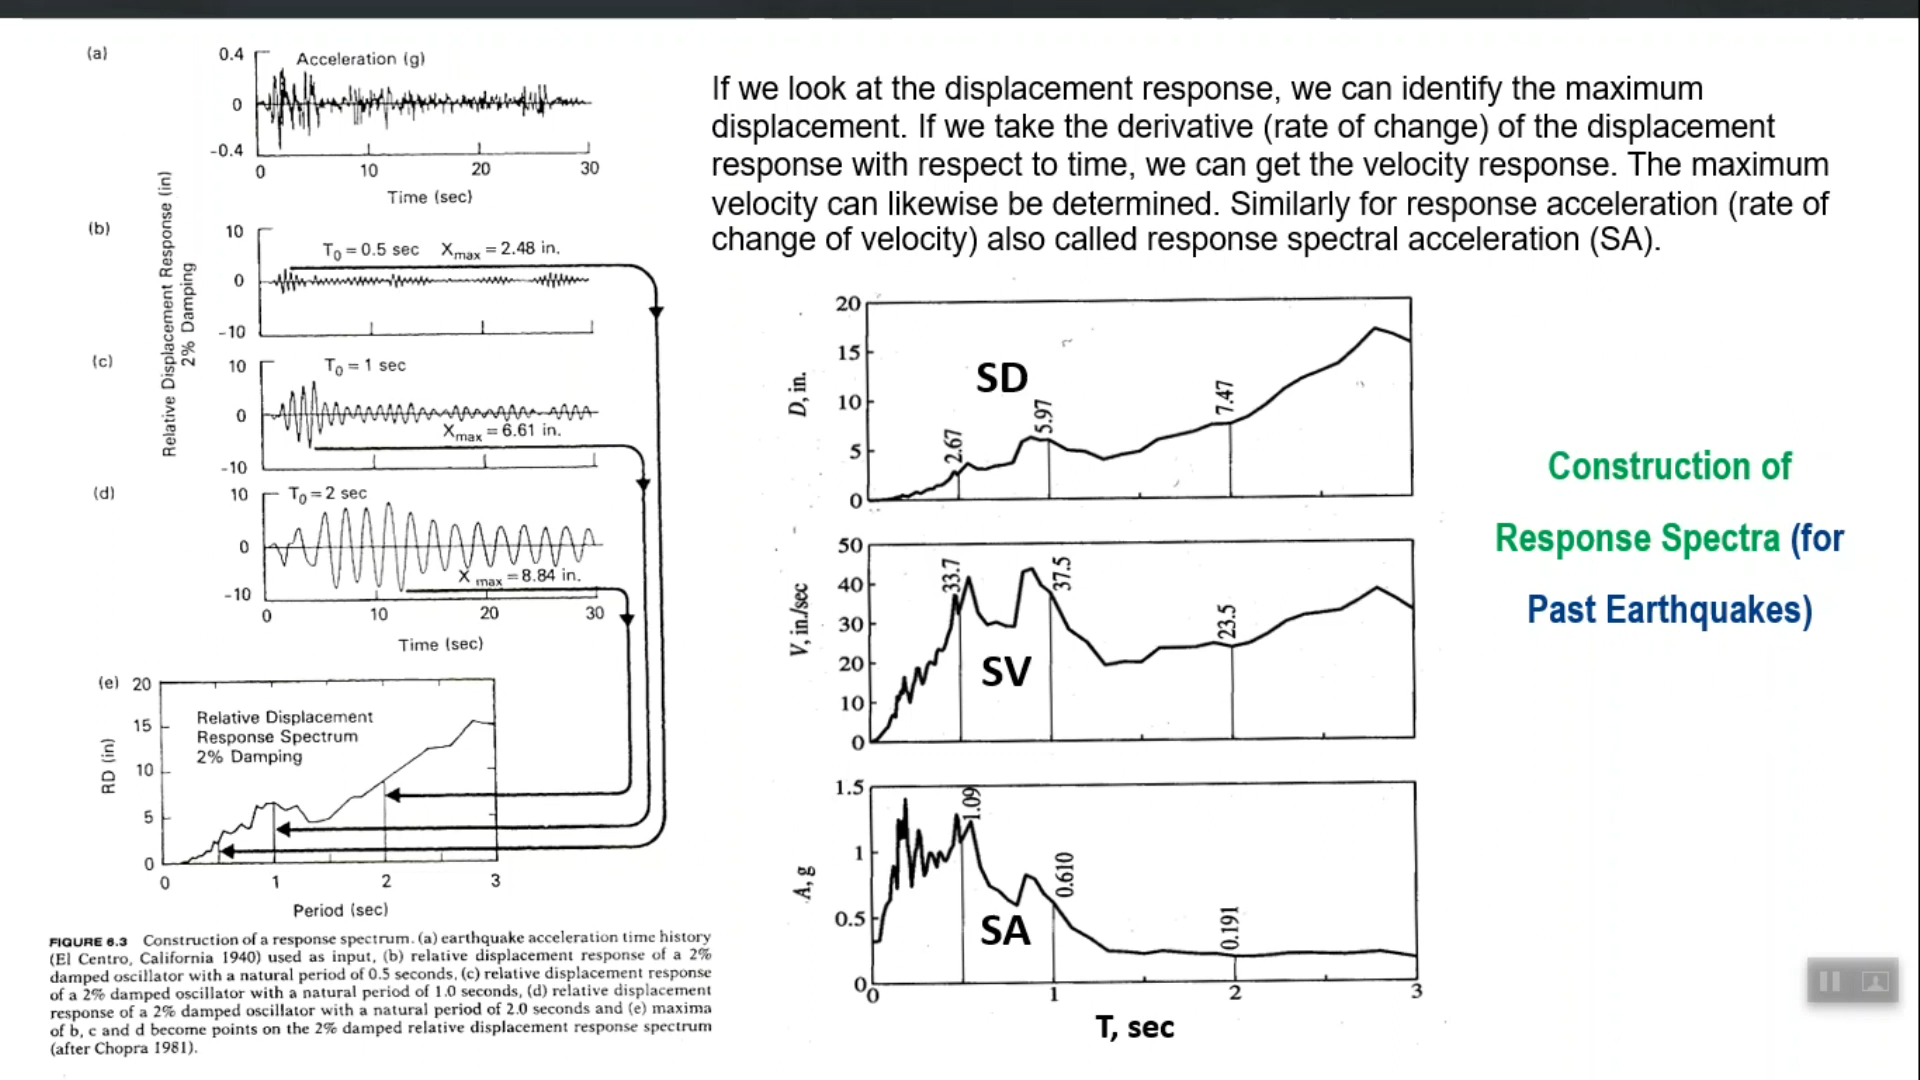 (a)
0.4
Acceleration (g)
0
-0.4
0 10 20 30
Time (sec)
Relative Displacement Response (in)
2% Damping
(b)
10
T0 = 0.5 sec Xmax = 2.48 in.
0
-10
(c)
10
T0 = 1 sec
0
Xmax = 6.61 in.
-10
(d)
10
T0 = 2 sec
0
X max = 8.84 in.
-10
0 10 20 30
Time (sec)
(e)
20
15
10
5
0
RD (in)
Relative Displacement
Response Spectrum
2% Damping
0 1 2 3
Period (sec)
FIGURE 6.3 Construction of a response spectrum. (a) earthquake acceleration time history
(El Centro, California 1940) used as input, (b) relative displacement response of a 2%
damped oscillator with a natural period of 0.5 seconds, (c) relative displacement response
of a 2% damped oscillator with a natural period of 1.0 seconds, (d) relative displacement
response of a 2% damped oscillator with a natural period of 2.0 seconds and (e) maxima
of b, c and d become points on the 2% damped relative displacement response spectrum
(after Chopra 1981).
If we look at the displacement response, we can identify the maximum
displacement. If we take the derivative (rate of change) of the displacement
response with respect to time, we can get the velocity response. The maximum
velocity can likewise be determined. Similarly for response acceleration (rate of
change of velocity) also called response spectral acceleration (SA).
20
15
10
5
0
D, in.
SD
2.67
5.97
7.47
50
40
30
20
10
0
V, in./sec
SV
33.7
37.5
23.5
1.5
1
0.5
0
A, g
SA
1.09
0.610
0.191
0 1 2 3
T, sec
Construction of
Response Spectra (for
Past Earthquakes)